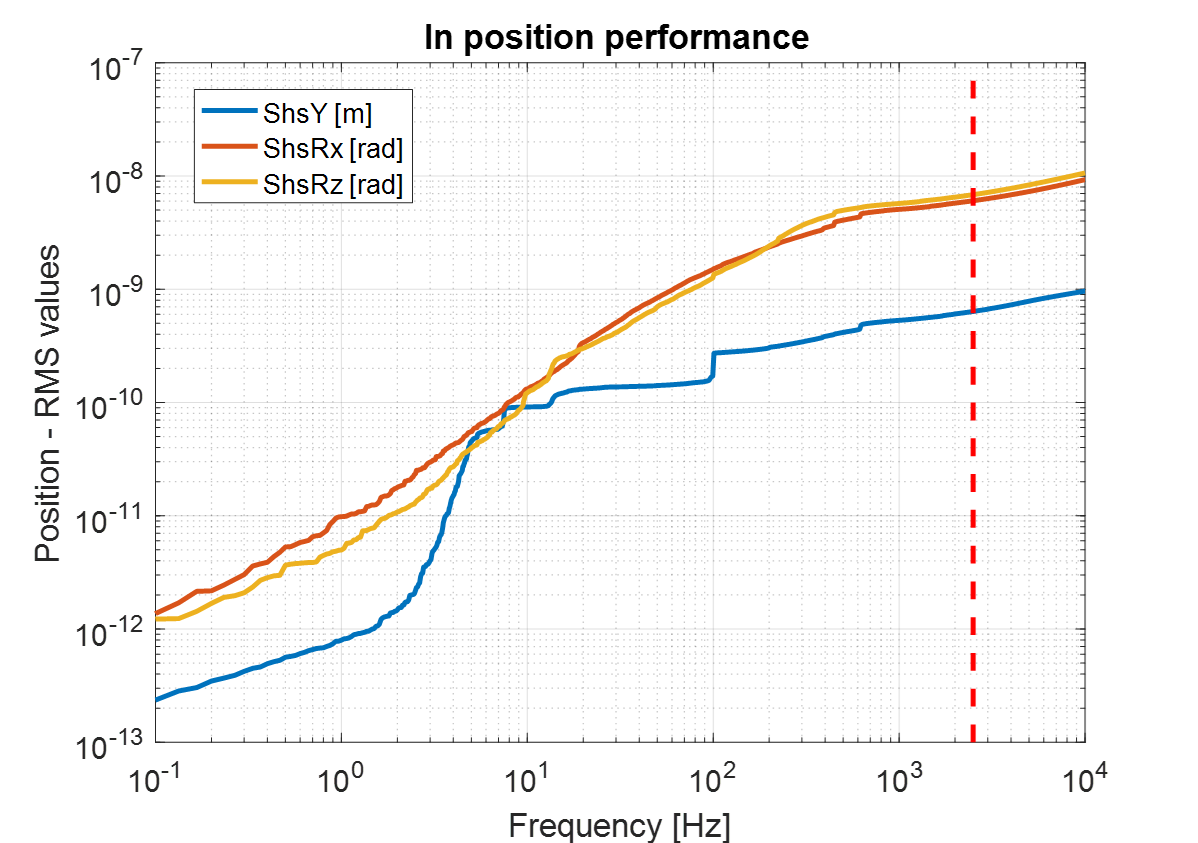 In position performance
10^-7
10^-8
10^-9
10^-10
10^-11
10^-12
10^-13
Position - RMS values
ShsY [m]
ShsRx [rad]
ShsRz [rad]
10^-1
10^0
10^1
10^2
10^3
10^4
Frequency [Hz]